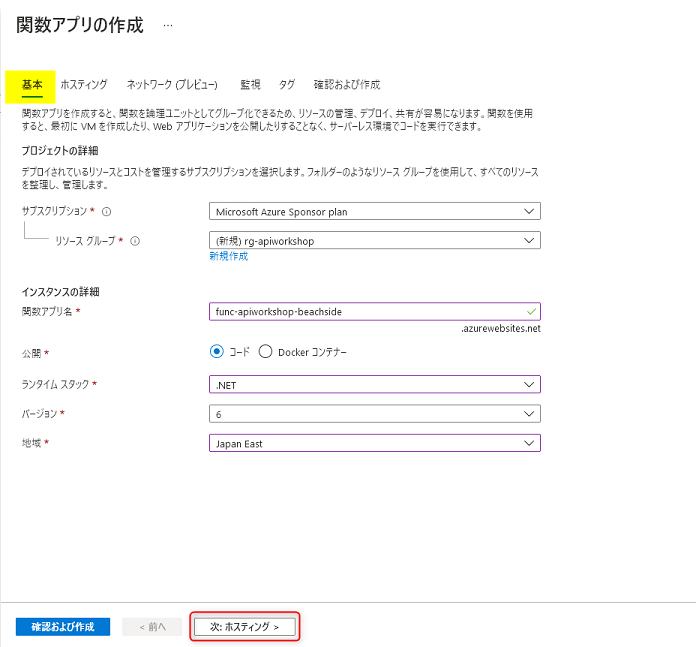 関数アプリの作成 …
基本 ホスティング ネットワーク (プレビュー) 監視 タグ 確認および作成
関数アプリを作成すると、関数を論理ユニットとしてグループ化できるため、リソースの管理、デプロイ、共有が容易になります。関数を使用
すると、最初に VM を作成したり、Web アプリケーションを公開したりすることなく、サーバーレス環境でコードを実行できます。
プロジェクトの詳細
デプロイされているリソースとコストを管理するサブスクリプションを選択します。フォルダーのようなリソース グループを使用して、すべてのリソース
を整理し、管理します。
サブスクリプション * Microsoft Azure Sponsor plan
リソース グループ * (新規) rg-apiworkshop
新規作成
インスタンスの詳細
関数アプリ名 * func-apiworkshop-beachside
.azurewebsites.net
公開 * コード Docker コンテナー
ランタイム スタック * .NET
バージョン * 6
地域 * Japan East
確認および作成 < 前へ 次: ホスティング >